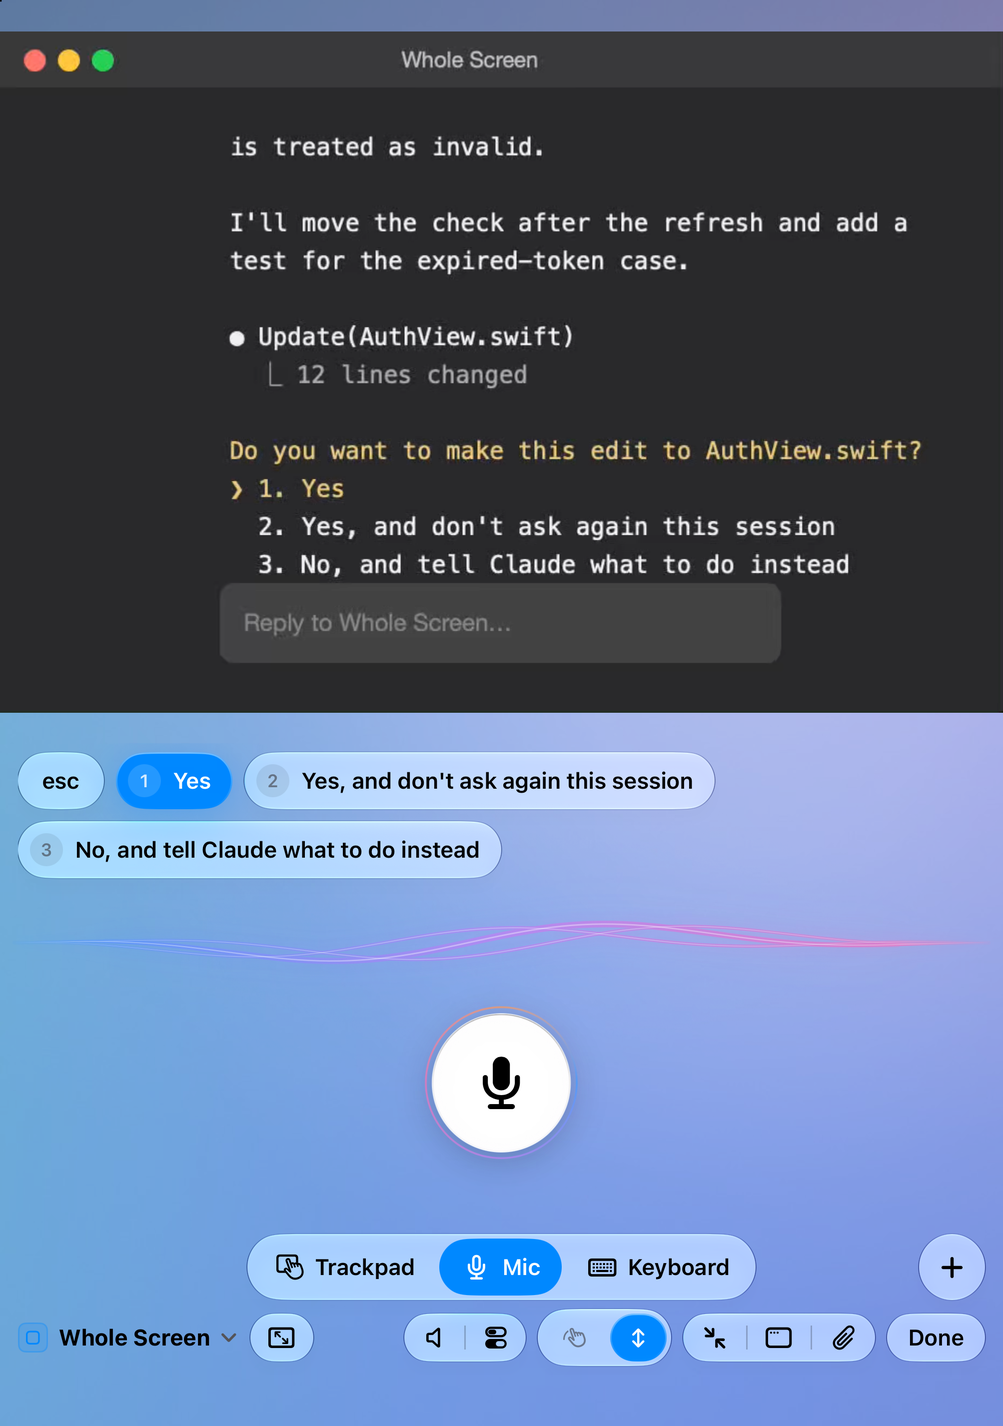 Whole Screen
is treated as invalid.
I'll move the check after the refresh and add a
test for the expired-token case.
● Update(AuthView.swift)
⎿ 12 lines changed
Do you want to make this edit to AuthView.swift?
❯ 1. Yes
2. Yes, and don't ask again this session
3. No, and tell Claude what to do instead
Reply to Whole Screen...
esc
1 Yes
2 Yes, and don't ask again this session
3 No, and tell Claude what to do instead
Trackpad
Mic
Keyboard
Whole Screen
Done